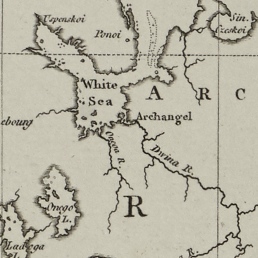 Uspenskoi
Ponoi
Sin.
Czeskoi
White
Sea
A R C
Archangel
ebourg
Onega R.
Dwina R.
Onego
L.
R
Ladoga
L.
R.